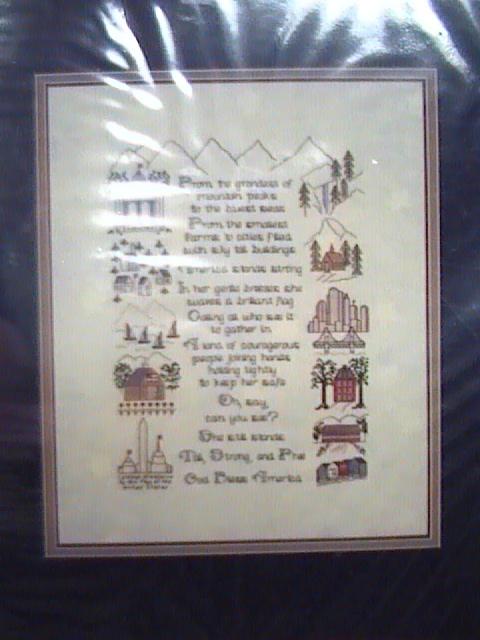 From the grandest of
mountain peaks
to the bluest seas
From the smallest
farms to cities filled
with sky tall buildings
America stands strong
In her gentle breezes she
waves a brilliant flag
Calling all who see it
to gather in
A land of courageous
people joining hands
holding tightly
to keep her safe
Oh, say,
can you see?
She still stands
Tall, Strong, and Free
God Bless America